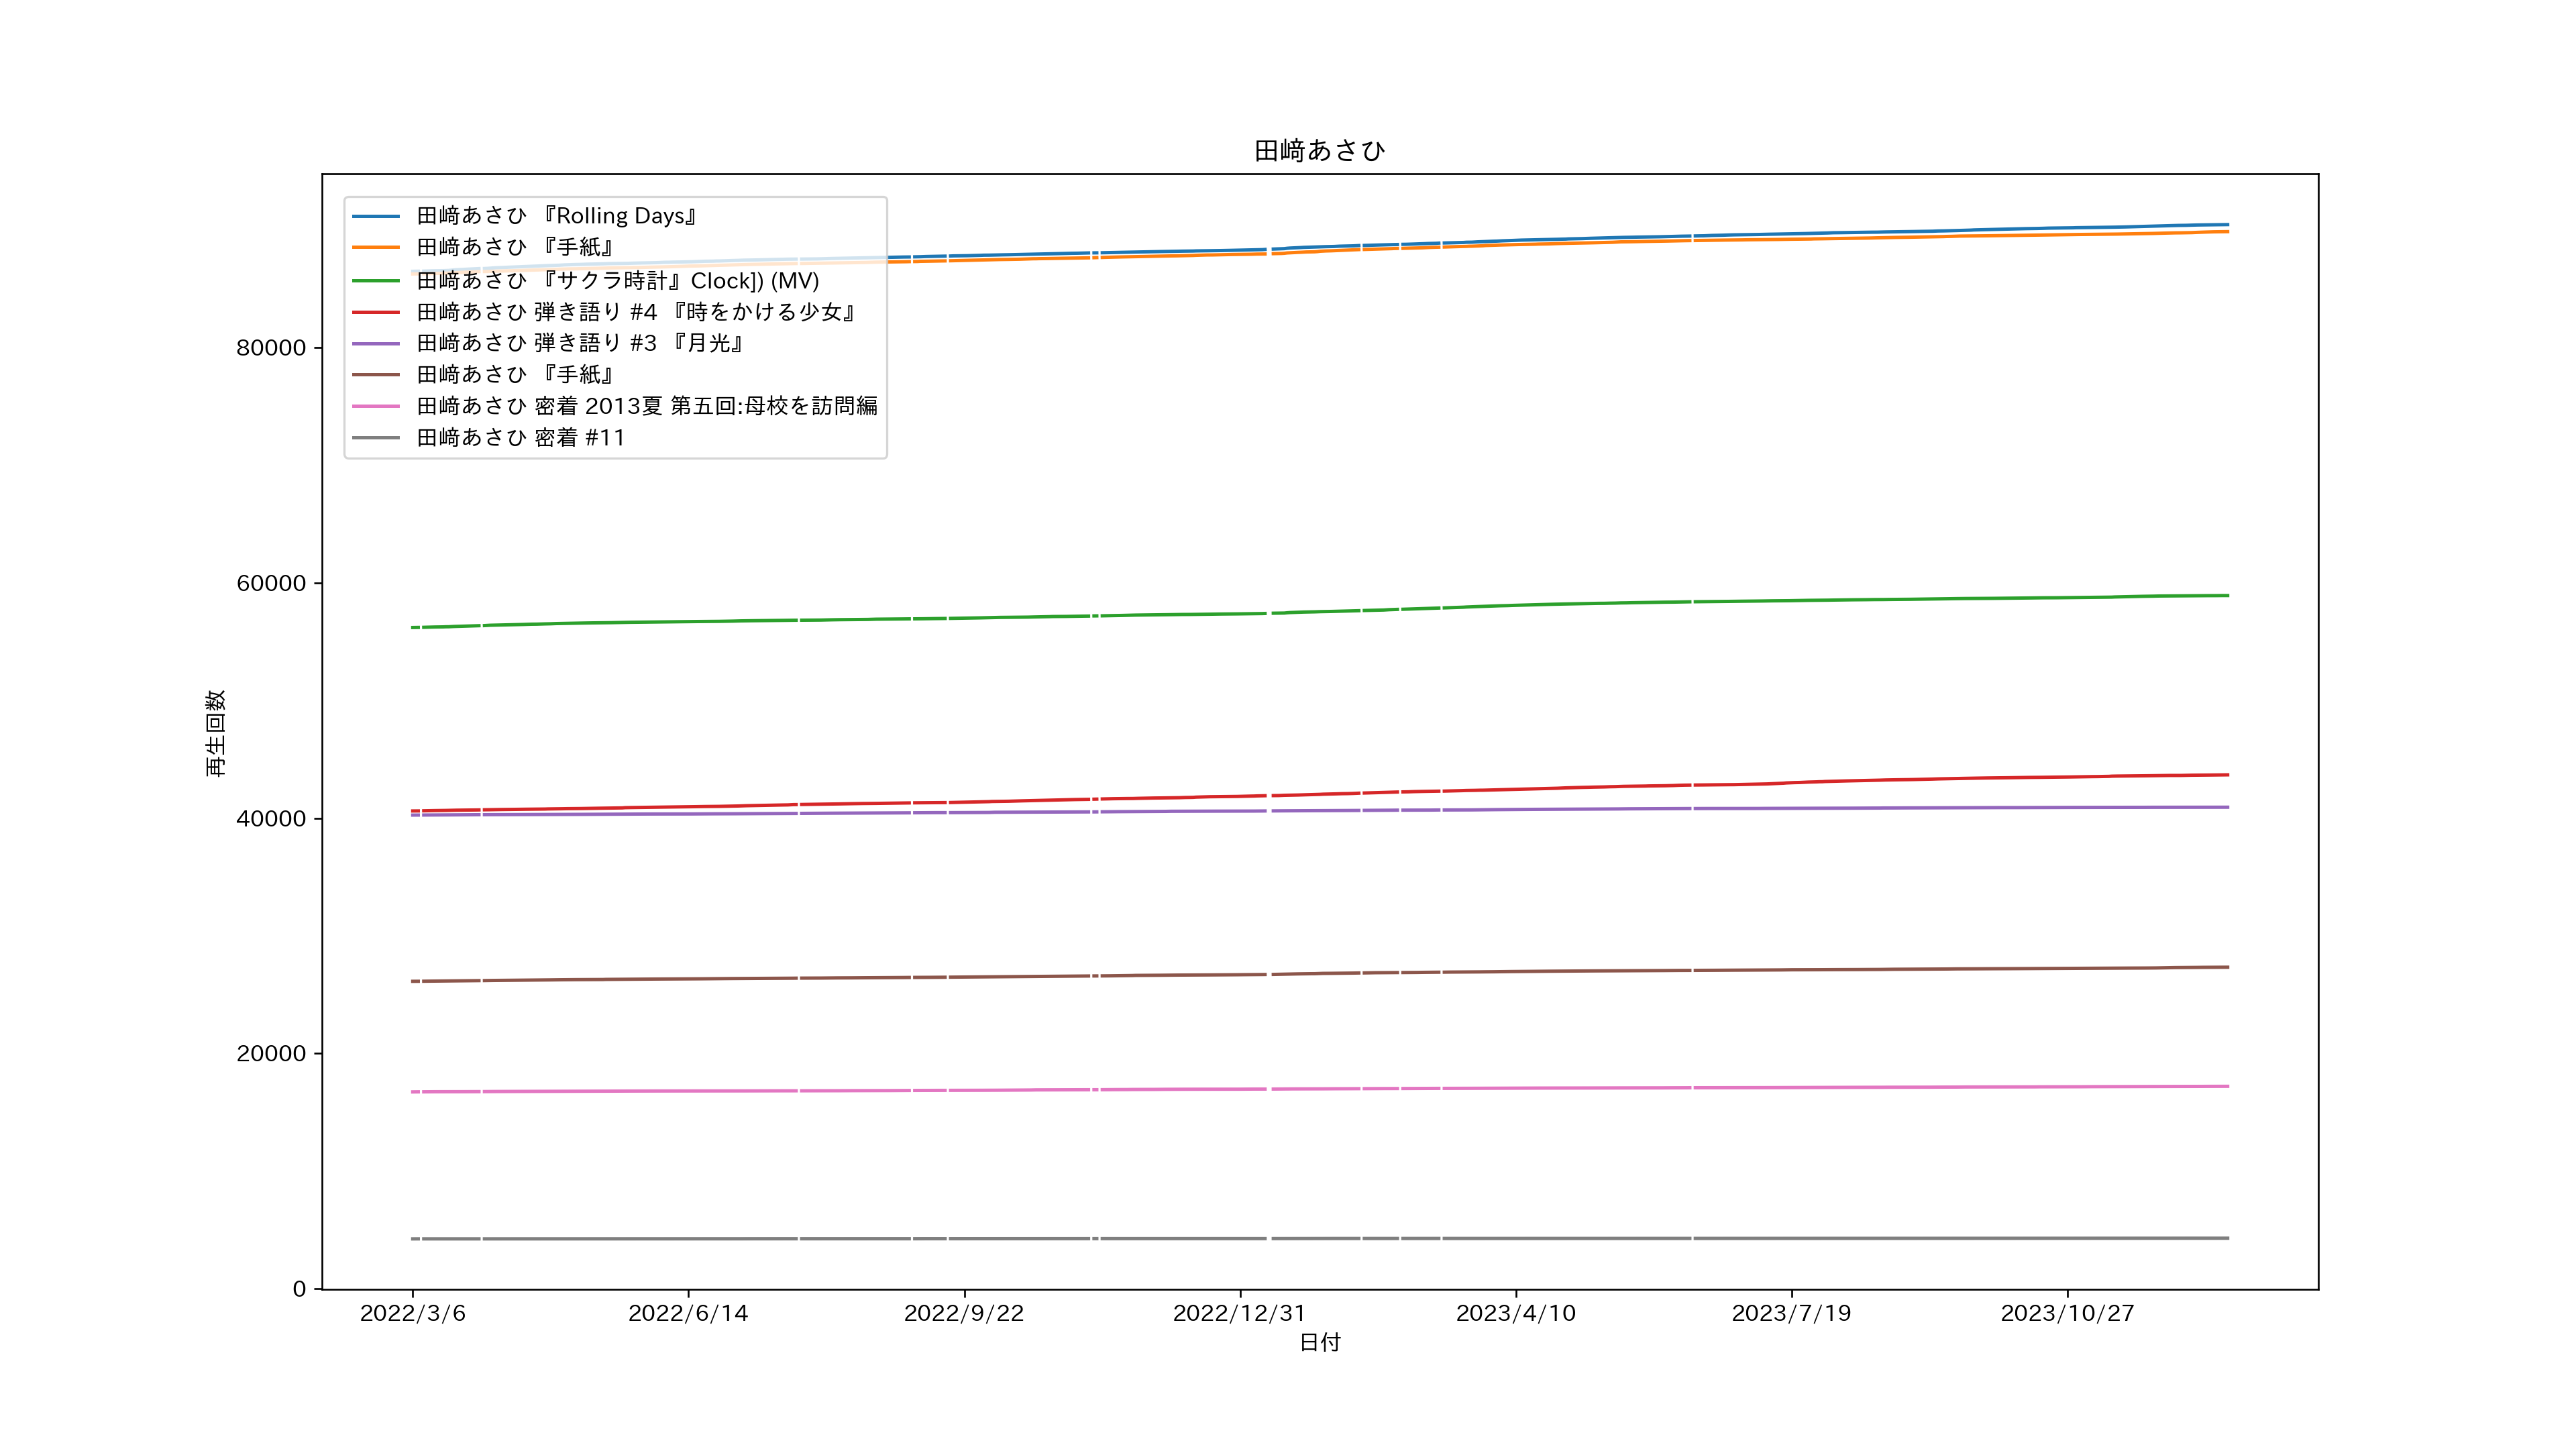 田﨑あさひ
田﨑あさひ 『Rolling Days』
田﨑あさひ 『手紙』
田﨑あさひ 『サクラ時計』Clock]) (MV)
田﨑あさひ 弾き語り #4 『時をかける少女』
田﨑あさひ 弾き語り #3 『月光』
田﨑あさひ 『手紙』
田﨑あさひ 密着 2013夏 第五回:母校を訪問編
田﨑あさひ 密着 #11
80000
60000
40000
20000
0
再生回数
2022/3/6 2022/6/14 2022/9/22 2022/12/31 2023/4/10 2023/7/19 2023/10/27
日付